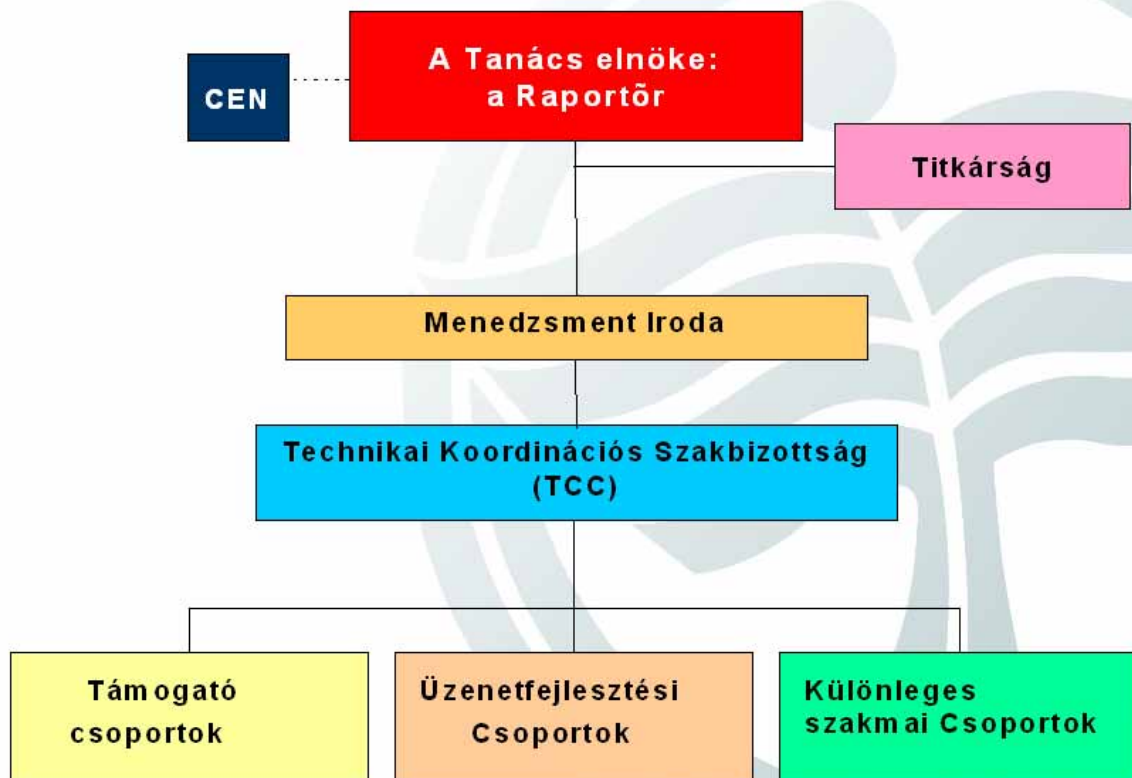 A Tanács elnöke:
a Raportõr
CEN
Titkárság
Menedzsment Iroda
Technikai Koordinációs Szakbizottság
(TCC)
Támogató
csoportok
Üzenetfejlesztési
Csoportok
Különleges
szakmai Csoportok